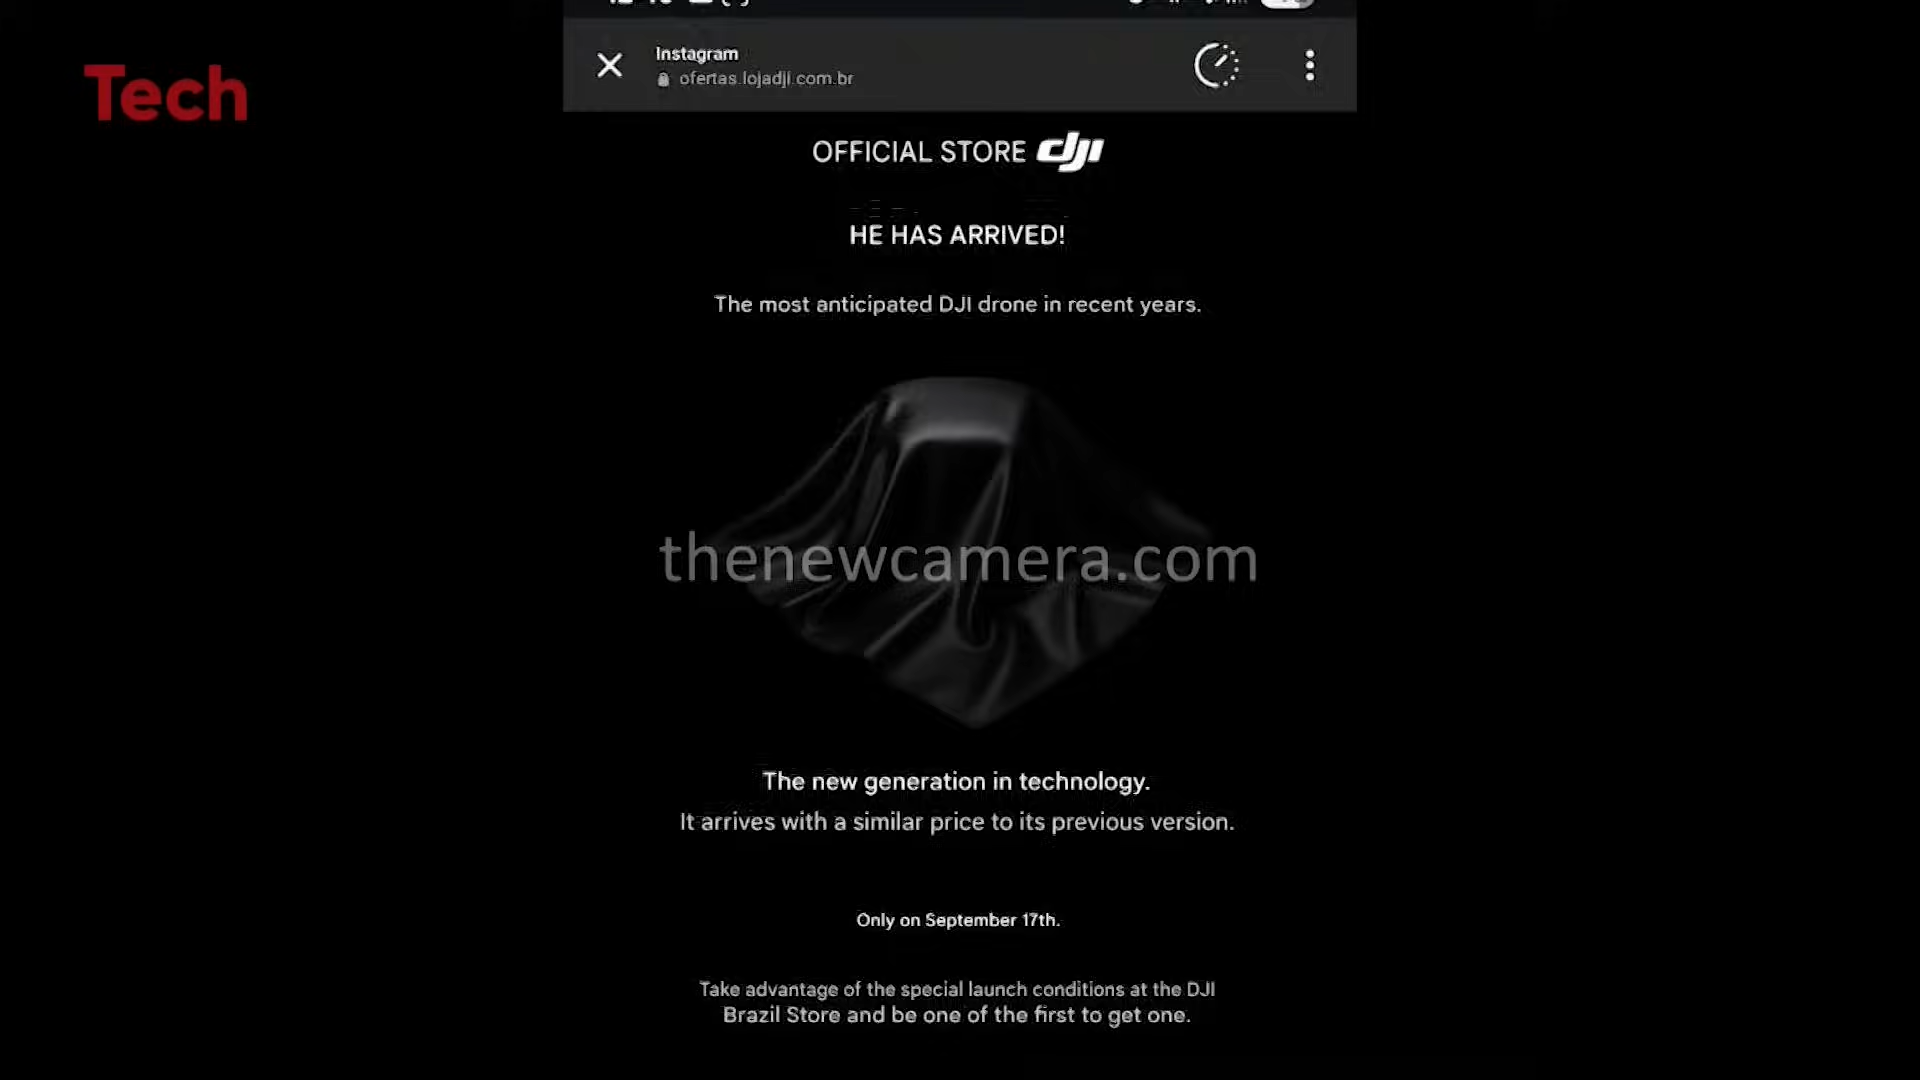 Tech
Instagram
ofertas.lojadji.com.br
OFFICIAL STORE dji
HE HAS ARRIVED!
The most anticipated DJI drone in recent years.
thenewcamera.com
The new generation in technology.
It arrives with a similar price to its previous version.
Only on September 17th.
Take advantage of the special launch conditions at the DJI
Brazil Store and be one of the first to get one.